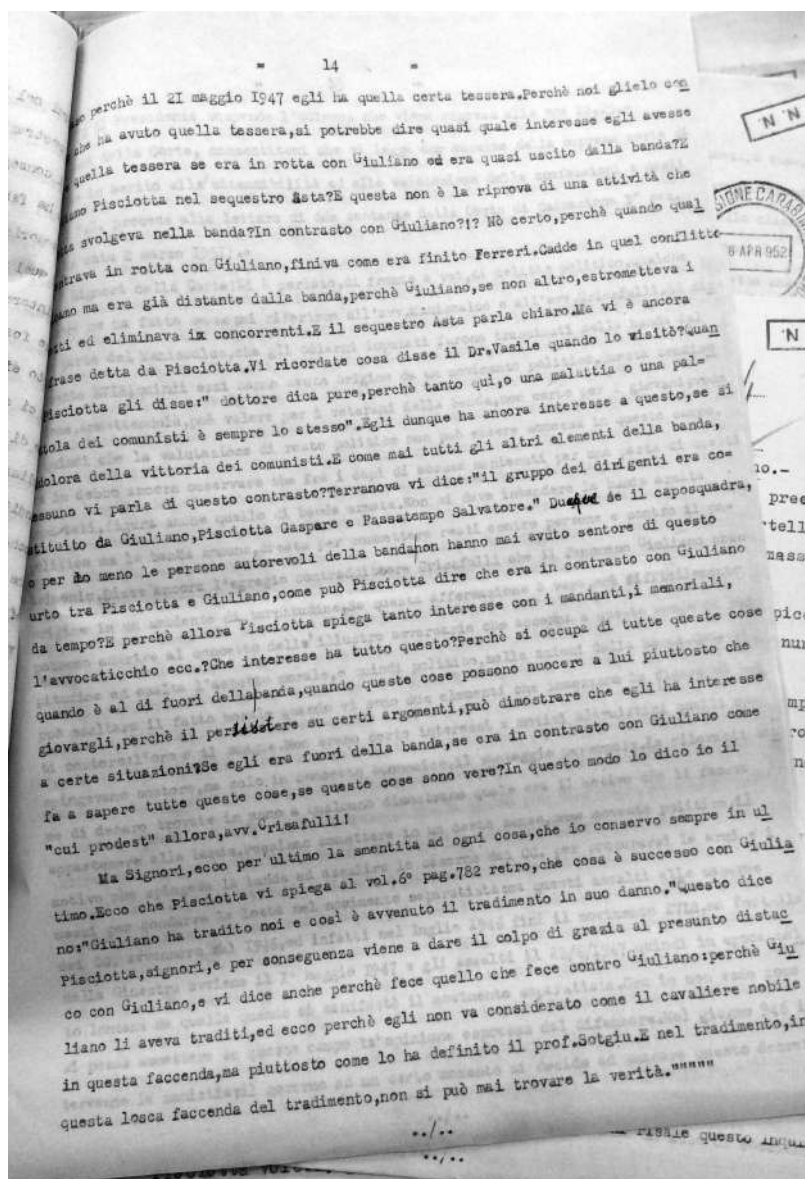 = 14 =
perchè il 21 maggio 1947 egli ha quella certa tessera.Perchè noi glielo con
che ha avuto quella tessera,si potrebbe dire quasi quale interesse egli avesse
quella tessera se era in rotta con Giuliano ed era quasi uscito dalla banda?E
Pisciotta nel sequestro Asta?E questa non è la riprova di una attività che
svolgeva nella banda?In contrasto con Giuliano?!? Nò certo,perchè quando qual
entrava in rotta con Giuliano,finiva come era finito Ferreri.Cadde in quel conflitto
ma era già distante dalla banda,perchè Giuliano,se non altro,estrometteva i
ed eliminava ix concorrenti.E il sequestro Asta parla chiaro.Ma vi è ancora
frase detta da Pisciotta.Vi ricordate cosa disse il Dr.Vasile quando lo visitò?Quan
Pisciotta gli disse:" dottore dica pure,perchè tanto quì,o una malattia o una pal=
tola dei comunisti è sempre lo stesso".Egli dunque ha ancora interesse a questo,se si
dolora della vittoria dei comunisti.E come mai tutti gli altri elementi della banda,
essuno vi parla di questo contrasto?Terranova vi dice:"il gruppo dei dirigenti era co=
stituito da Giuliano,Pisciotta Gaspare e Passatempo Salvatore." Dunque se il caposquadra,
o per lo meno le persone autorevoli della banda non hanno mai avuto sentore di questo
urto tra Pisciotta e Giuliano,come può Pisciotta dire che era in contrasto con Giuliano
da tempo?E perchè allora Pisciotta spiega tanto interesse con i mandanti,i memoriali,
l'avvocaticchio ecc.?Che interesse ha tutto questo?Perchè si occupa di tutte queste cose
quando è al di fuori della banda,quando queste cose possono nuocere a lui piuttosto che
giovargli,perchè il persistere su certi argomenti,può dimostrare che egli ha interesse
a certe situazioni?Se egli era fuori della banda,se era in contrasto con Giuliano come
fa a sapere tutte queste cose,se queste cose sono vere?In questo modo lo dico io il
"cui prodest" allora,avv.Crisafulli!
Ma Signori,ecco per ultimo la smentita ad ogni cosa,che io conservo sempre in ul
timo.Ecco che Pisciotta vi spiega al vol.6° pag.782 retro,che cosa è successo con Giulia
no:"Giuliano ha tradito noi e così è avvenuto il tradimento in suo danno."Questo dice
Pisciotta,signori,e per conseguenza viene a dare il colpo di grazia al presunto distac
co con Giuliano,e vi dice anche perchè fece quello che fece contro Giuliano:perchè Giu
liano li aveva traditi,ed ecco perchè egli non va considerato come il cavaliere nobile
in questa faccenda,ma piuttosto come lo ha definito il prof.Sotgiu.E nel tradimento,in
questa losca faccenda del tradimento,non si può mai trovare la verità."""""
../..
../..
N. N.
SIONE CARAB
6 APR 952
N
risale questo